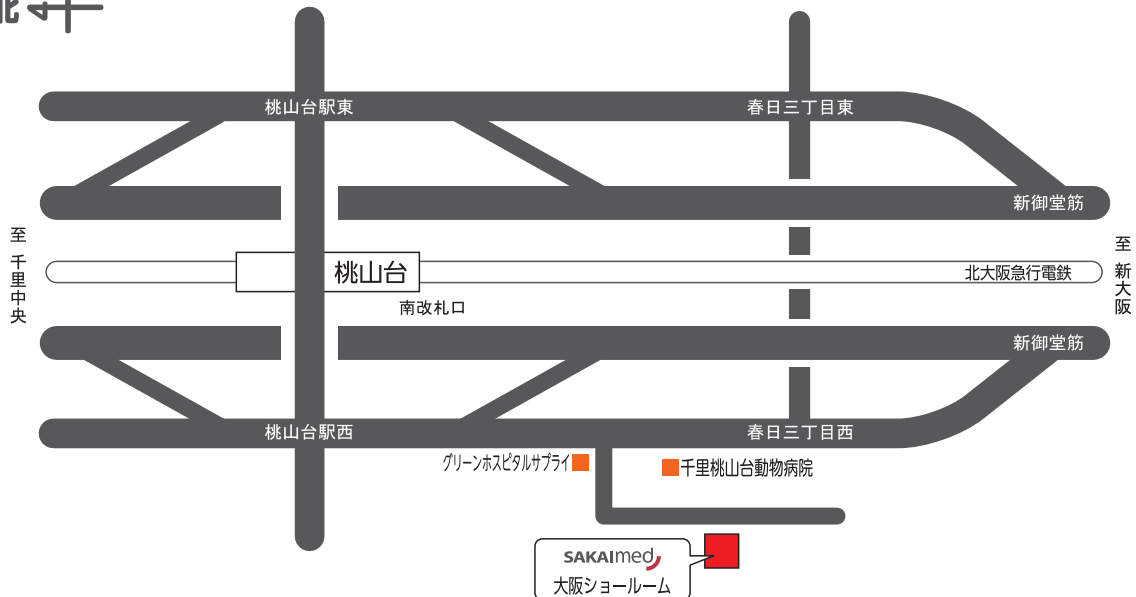 北
桃山台駅東
春日三丁目東
新御堂筋
至 千里中央
桃山台
北大阪急行電鉄
至 新大阪
南改札口
新御堂筋
桃山台駅西
春日三丁目西
グリーンホスピタルサプライ
千里桃山台動物病院
SAKAImed
大阪ショールーム